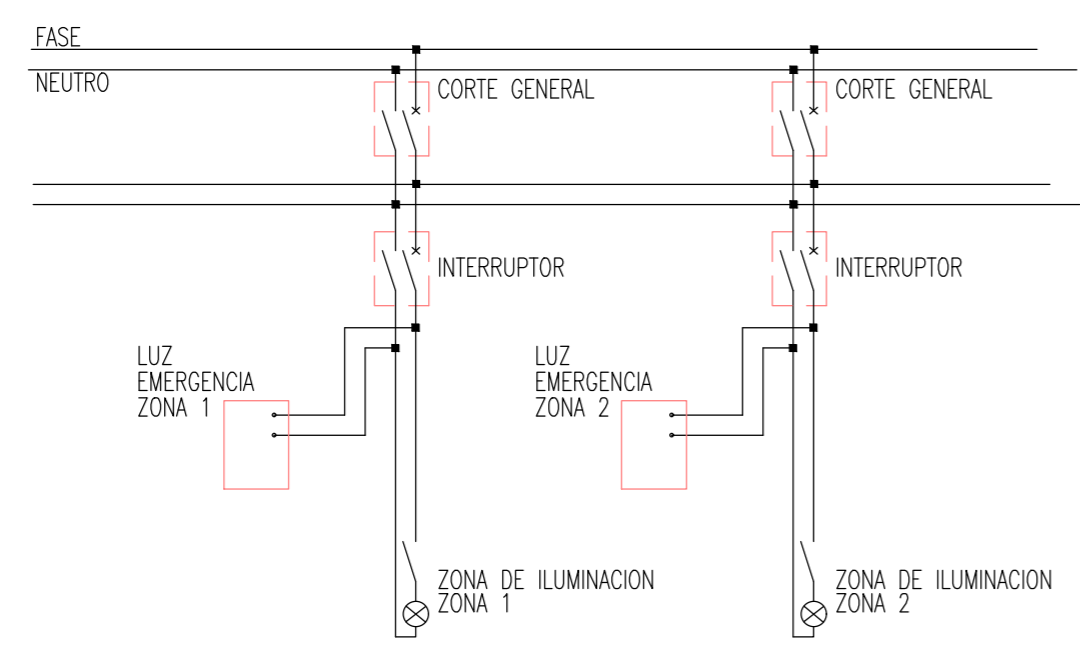 FASE
NEUTRO
CORTE GENERAL
CORTE GENERAL
INTERRUPTOR
INTERRUPTOR
LUZ
EMERGENCIA
ZONA 1
LUZ
EMERGENCIA
ZONA 2
ZONA DE ILUMINACION
ZONA 1
ZONA DE ILUMINACION
ZONA 2